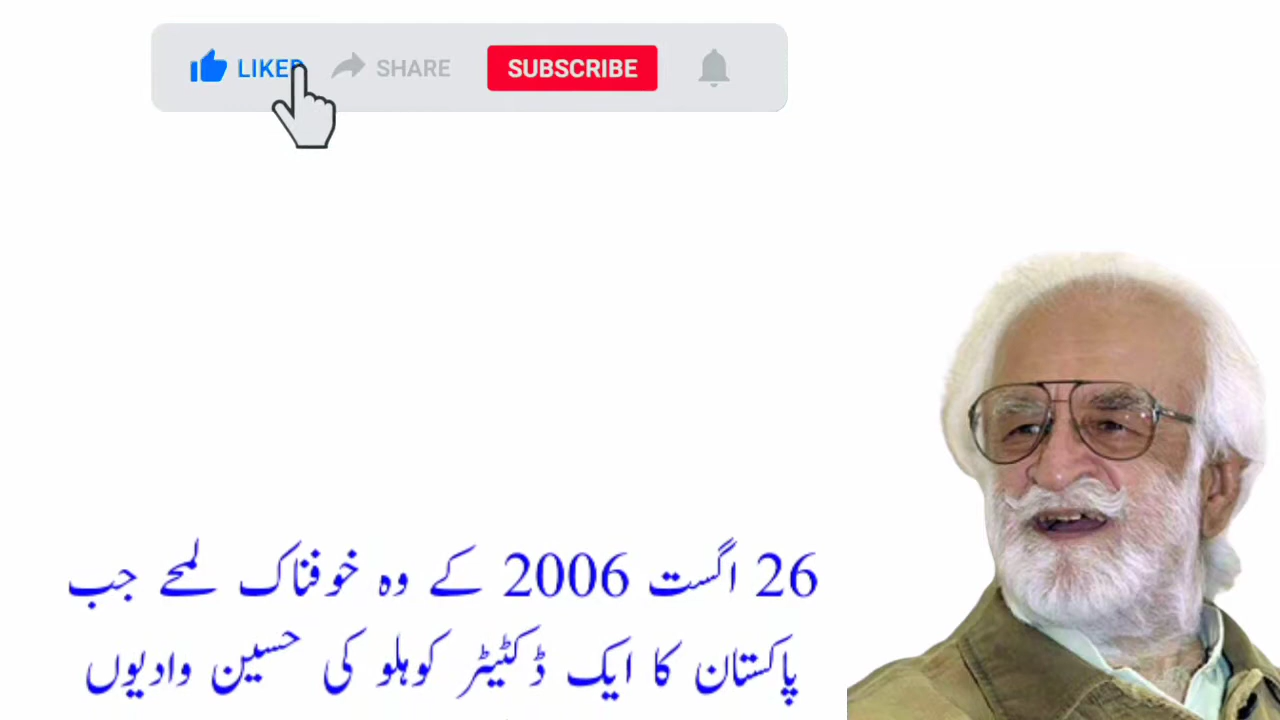 LIKED SHARE SUBSCRIBE
26 اگست 2006 کے وہ خوفناک لمحے جب
پاکستان کا ایک ڈکٹیٹر کوہلو کی حسین وادیوں